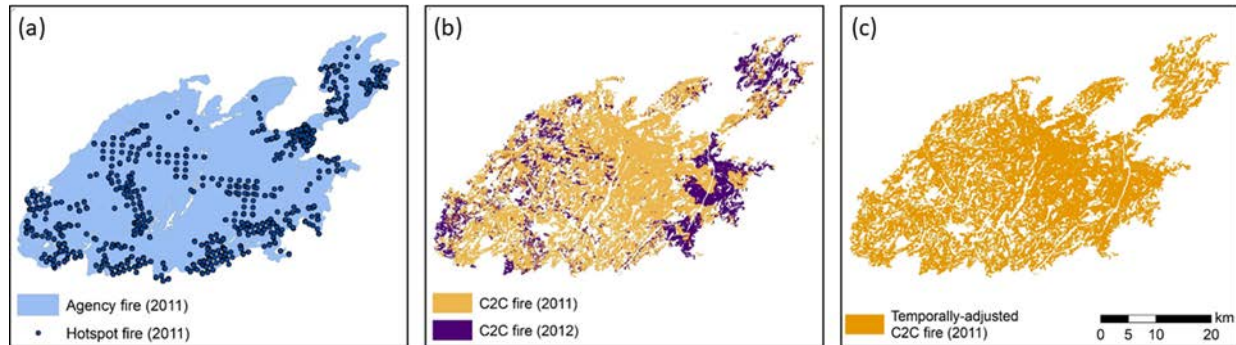 (a)
Agency fire (2011)
Hotspot fire (2011)
(b)
C2C fire (2011)
C2C fire (2012)
(c)
Temporally-adjusted
C2C fire (2011)
km
0 5 10 20